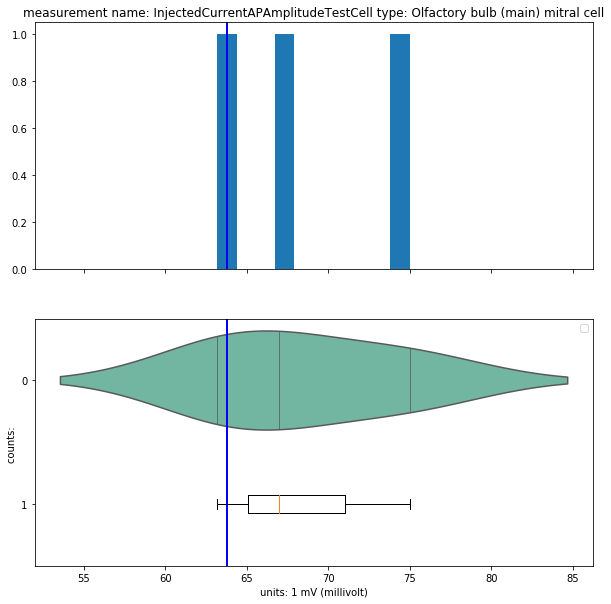 measurement name: InjectedCurrentAPAmplitudeTestCell type: Olfactory bulb (main) mitral cell
1.0
0.8
0.6
0.4
0.2
0.0
0
counts:
1
55 60 65 70 75 80 85
units: 1 mV (millivolt)